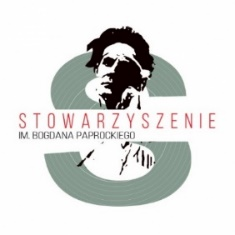 S
STOWARZYSZENIE
IM. BOGDANA PAPROCKIEGO